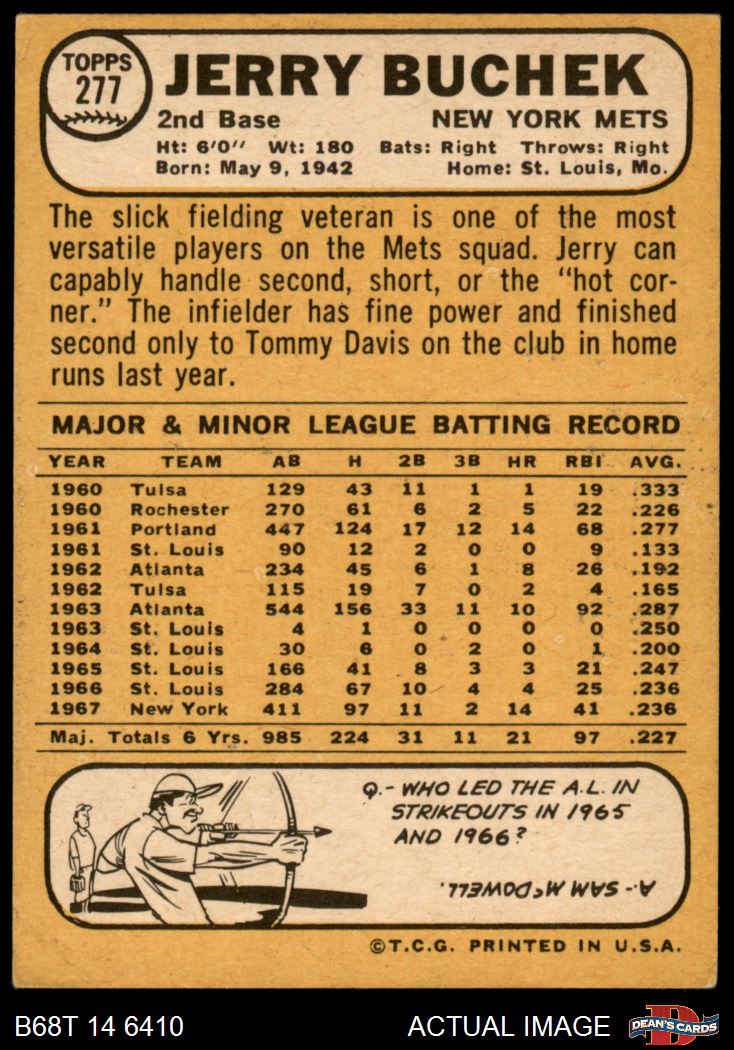 TOPPS
277
JERRY BUCHEK
2nd Base NEW YORK METS
Ht: 6'0" Wt: 180 Bats: Right Throws: Right
Born: May 9, 1942 Home: St. Louis, Mo.
The slick fielding veteran is one of the most
versatile players on the Mets squad. Jerry can
capably handle second, short, or the "hot cor-
ner." The infielder has fine power and finished
second only to Tommy Davis on the club in home
runs last year.
MAJOR & MINOR LEAGUE BATTING RECORD
YEAR TEAM AB H 2B 3B HR RBI AVG.
1960 Tulsa 129 43 11 1 1 19 .333
1960 Rochester 270 61 6 2 5 22 .226
1961 Portland 447 124 17 12 14 68 .277
1961 St. Louis 90 12 2 0 0 9 .133
1962 Atlanta 234 45 6 1 8 26 .192
1962 Tulsa 115 19 7 0 2 4 .165
1963 Atlanta 544 156 33 11 10 92 .287
1963 St. Louis 4 1 0 0 0 0 .250
1964 St. Louis 30 6 0 2 0 1 .200
1965 St. Louis 166 41 8 3 3 21 .247
1966 St. Louis 284 67 10 4 4 25 .236
1967 New York 411 97 11 2 14 41 .236
Maj. Totals 6 Yrs. 985 224 31 11 21 97 .227
Q.- WHO LED THE A.L. IN
STRIKEOUTS IN 1965
AND 1966?
A.- SAM McDOWELL.
©T.C.G. PRINTED IN U.S.A.
B68T 14 6410 ACTUAL IMAGE
D
DEAN'S CARDS